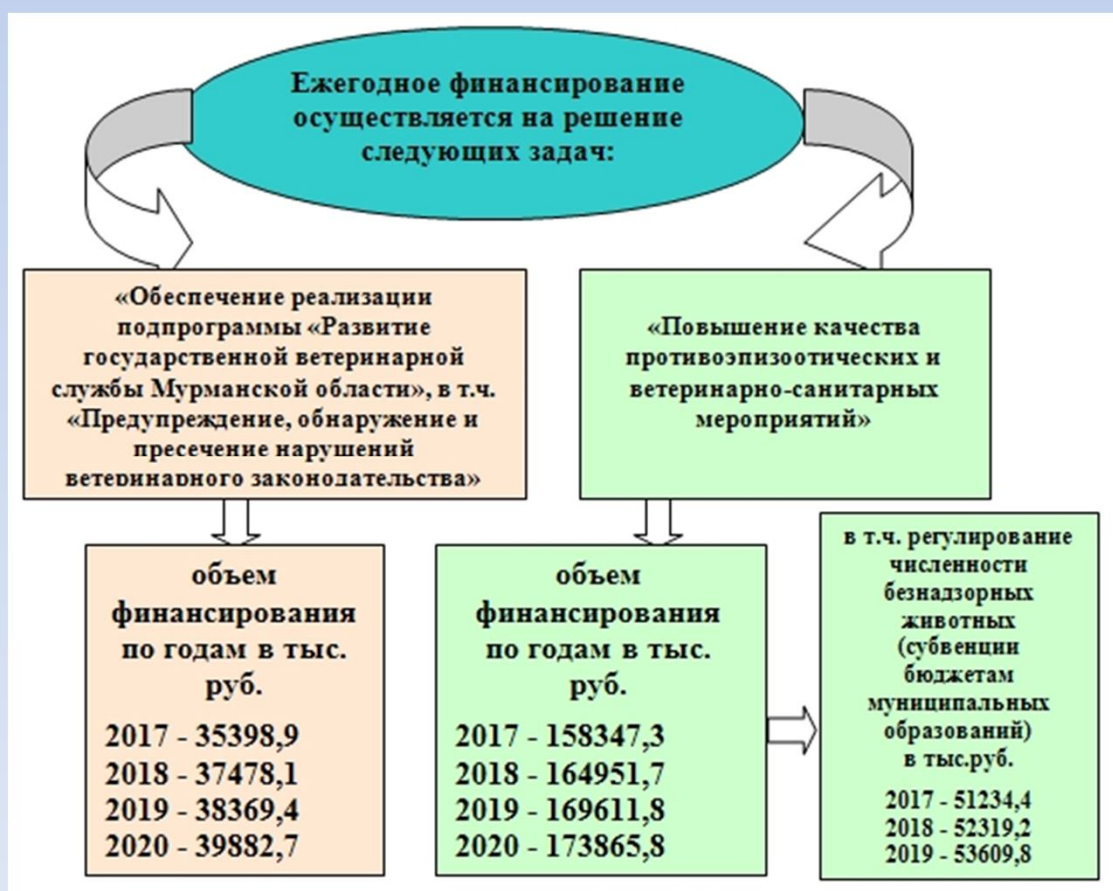 Ежегодное финансирование
осуществляется на решение
следующих задач:
«Обеспечение реализации
подпрограммы «Развитие
государственной ветеринарной
службы Мурманской области», в т.ч.
«Предупреждение, обнаружение и
пресечение нарушений
ветеринарного законодательства»
«Повышение качества
противоэпизоотических и
ветеринарно-санитарных
мероприятий»
объем
финансирования
по годам в тыс.
руб.
2017 - 35398,9
2018 - 37478,1
2019 - 38369,4
2020 - 39882,7
объем
финансирования
по годам в тыс.
руб.
2017 - 158347,3
2018 - 164951,7
2019 - 169611,8
2020 - 173865,8
в т.ч. регулирование
численности
безнадзорных
животных
(субвенции
бюджетам
муниципальных
образований)
в тыс.руб.
2017 - 51234,4
2018 - 52319,2
2019 - 53609,8